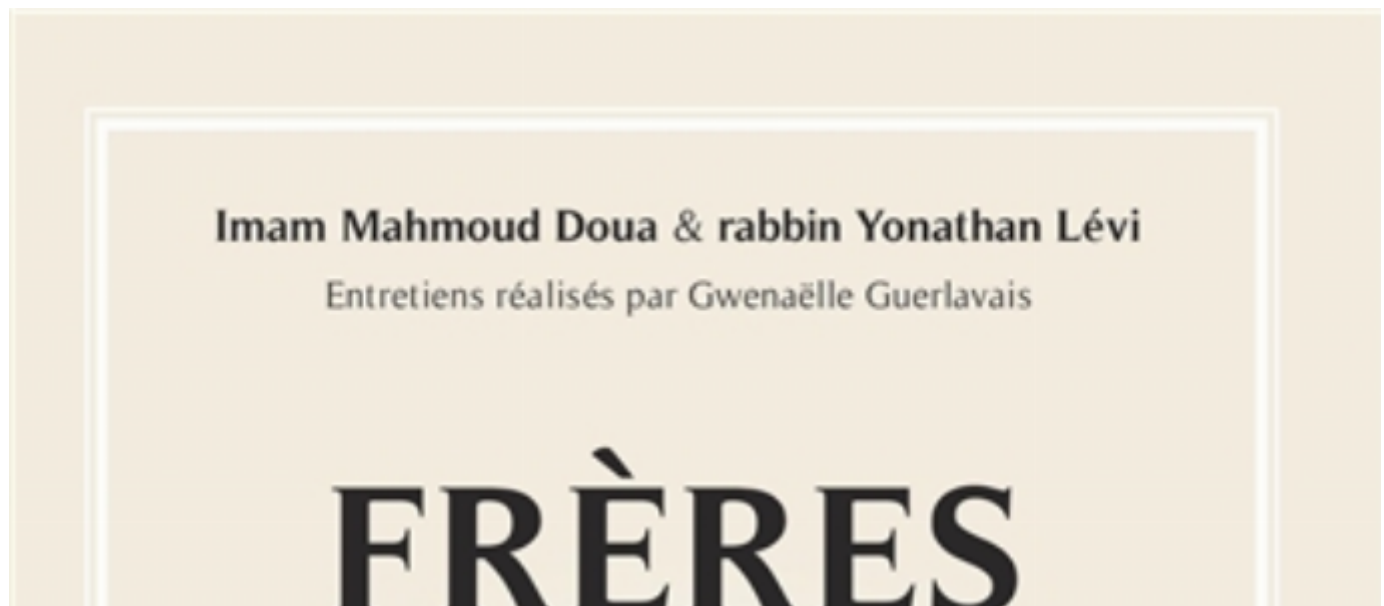 Imam Mahmoud Doua & rabbin Yonathan Lévi
Entretiens réalisés par Gwenaëlle Guerlavais
FRÈRES